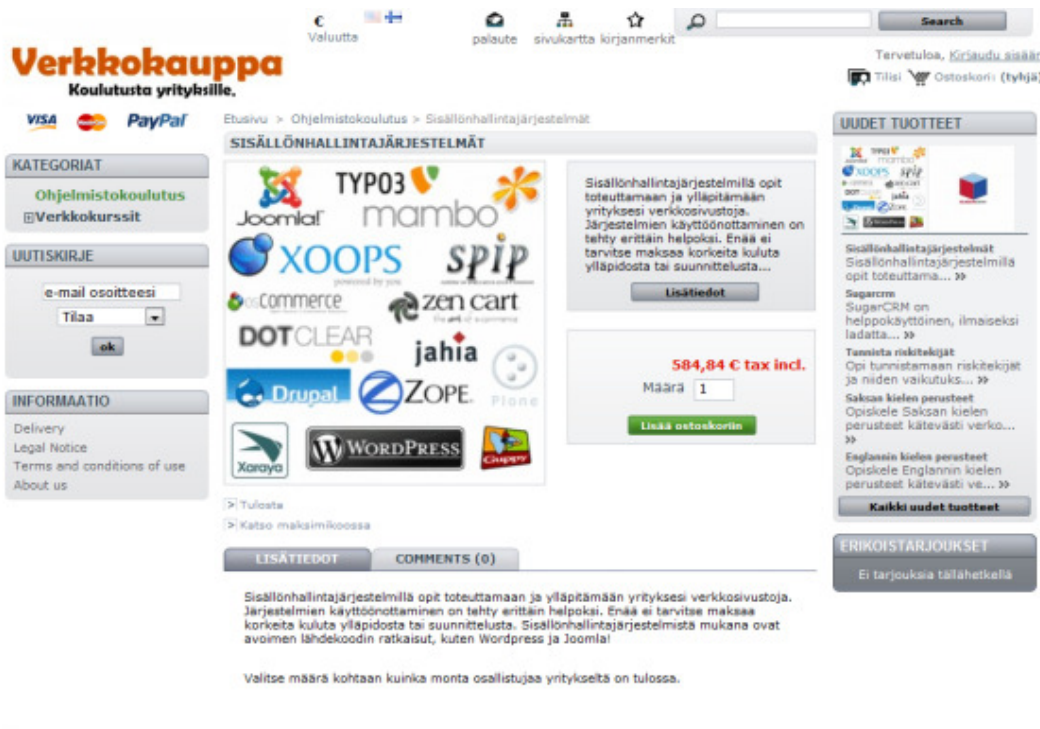 €
Valuutta
palaute
sivukartta
kirjanmerkit
Search
Verkkokauppa
Koulutusta yrityksille.
Tervetuloa, Kirjaudu sisään
Tilisi
Ostoskori: (tyhjä)
VISA
PayPal
Etusivu > Ohjelmistokoulutus > Sisällönhallintajärjestelmät
KATEGORIAT
Ohjelmistokoulutus
Verkkokurssit
UUTISKIRJE
e-mail osoitteesi
Tilaa
ok
INFORMAATIO
Delivery
Legal Notice
Terms and conditions of use
About us
SISÄLLÖNHALLINTAJÄRJESTELMÄT
Joomla!
TYPO3
mambo
XOOPS
powered by you
spip
osCommerce
zen cart
the art of e-commerce
DOTCLEAR
jahia
Drupal
ZOPE
Plone
Xaraya
WORDPRESS
Guppy
Sisällönhallintajärjestelmillä opit
toteuttamaan ja ylläpitämään
yrityksesi verkkosivustoja.
Järjestelmien käyttöönottaminen on
tehty erittäin helpoksi. Enää ei
tarvitse maksaa korkeita kuluta
ylläpidosta tai suunnittelusta...
Lisätiedot
584,84 € tax incl.
Määrä 1
Lisää ostoskoriin
> Tulosta
> Katso maksimikoossa
LISÄTIEDOT
COMMENTS (0)
Sisällönhallintajärjestelmillä opit toteuttamaan ja ylläpitämään yrityksesi verkkosivustoja.
Järjestelmien käyttöönottaminen on tehty erittäin helpoksi. Enää ei tarvitse maksaa
korkeita kuluta ylläpidosta tai suunnittelusta. Sisällönhallintajärjestelmistä mukana ovat
avoimen lähdekoodin ratkaisut, kuten Wordpress ja Joomla!
Valitse määrä kohtaan kuinka monta osallistujaa yritykseltä on tulossa.
UUDET TUOTTEET
Sisällönhallintajärjestelmät
Sisällönhallintajärjestelmillä
opit toteuttama... »
Sugarcrm
SugarCRM on
helppokäyttöinen, ilmaiseksi
ladatta... »
Tunnista riskitekijät
Opi tunnistamaan riskitekijät
ja niiden vaikutuks... »
Saksan kielen perusteet
Opiskele Saksan kielen
perusteet kätevästi verko...
»
Englannin kielen perusteet
Opiskele Englannin kielen
perusteet kätevästi ve... »
Kaikki uudet tuotteet
ERIKOISTARJOUKSET
Ei tarjouksia tällähetkellä